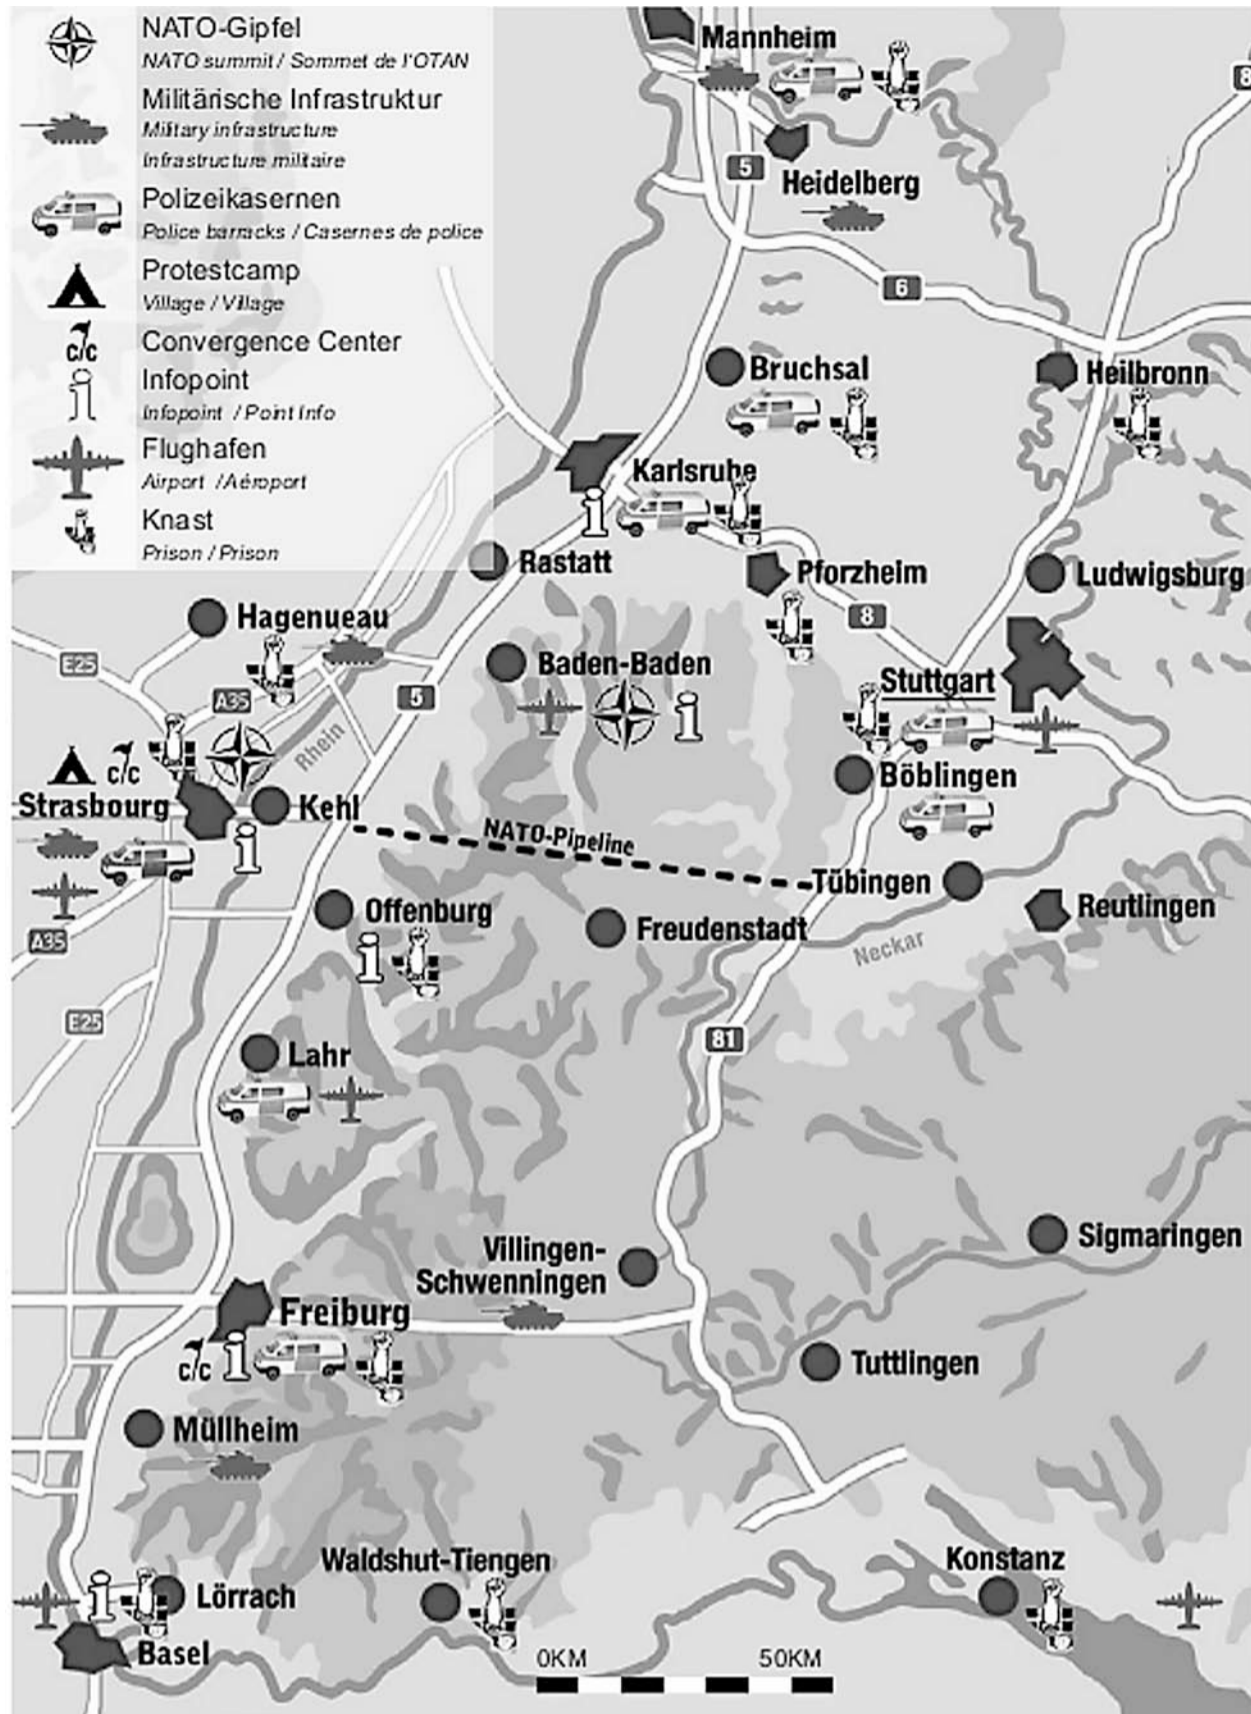 NATO-Gipfel
NATO summit / Sommet de l'OTAN
Militärische Infrastruktur
Military infrastructure
Infrastructure militaire
Polizeikasernen
Police barracks / Casernes de police
Protestcamp
Village / Village
C/C
Convergence Center
Infopoint
Infopoint / Point Info
Flughafen
Airport / Aéroport
Knast
Prison / Prison
Mannheim
8
5
Heidelberg
6
Bruchsal
Heilbronn
Karlsruhe
Rastatt
Pforzheim
Ludwigsburg
Hagenueau
8
E25
Baden-Baden
A35
5
Stuttgart
Rhein
C/C
Böblingen
Strasbourg
Kehl
NATO-Pipeline
Tübingen
Offenburg
Freudenstadt
Reutlingen
A35
Neckar
E25
81
Lahr
Sigmaringen
Villingen-
Schwenningen
Freiburg
C/C
Tuttlingen
Müllheim
Waldshut-Tiengen
Konstanz
Lörrach
Basel
0KM
50KM